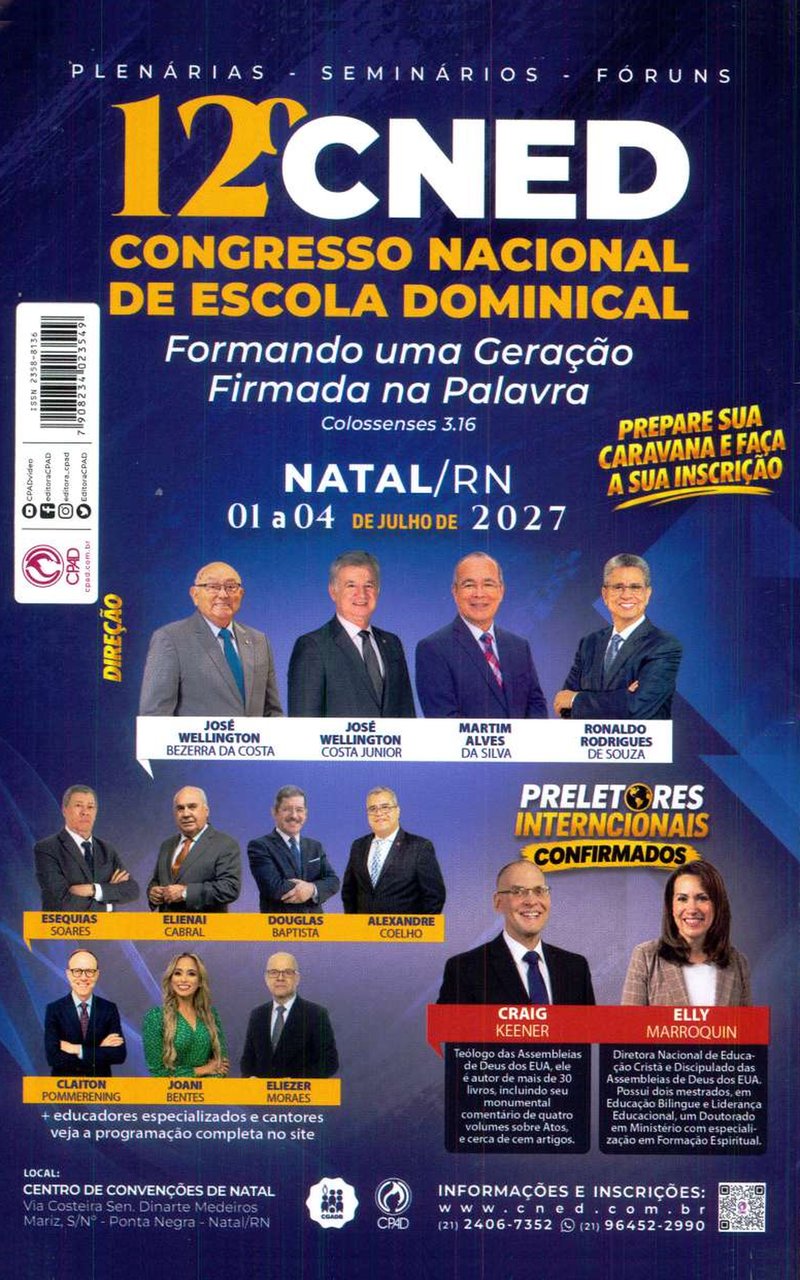 PLENÁRIAS - SEMINÁRIOS - FÓRUNS
12º CNED
CONGRESSO NACIONAL
DE ESCOLA DOMINICAL
Formando uma Geração
Firmada na Palavra
Colossenses 3.16
PREPARE SUA
CARAVANA E FAÇA
A SUA INSCRIÇÃO
NATAL/RN
01 a 04 DE JULHO DE 2027
ISSN 2358-8136
7 908234 023549
CPADvideo
editoraCPAD
editora_cpad
EditoraCPAD
CPAD
cpad.com.br
DIREÇÃO
JOSÉ
WELLINGTON
BEZERRA DA COSTA
JOSÉ
WELLINGTON
COSTA JUNIOR
MARTIM
ALVES
DA SILVA
RONALDO
RODRIGUES
DE SOUZA
ESEQUIAS
SOARES
ELIENAI
CABRAL
DOUGLAS
BAPTISTA
ALEXANDRE
COELHO
CLAITON
POMMERENING
JOANI
BENTES
ELIEZER
MORAES
+ educadores especializados e cantores
veja a programação completa no site
PRELETORES
INTERNCIONAIS
CONFIRMADOS
CRAIG
KEENER
Teólogo das Assembleias
de Deus dos EUA, ele
é autor de mais de 30
livros, incluindo seu
monumental
comentário de quatro
volumes sobre Atos,
e cerca de cem artigos.
ELLY
MARROQUIN
Diretora Nacional de Educa-
ção Cristã e Discipulado das
Assembleias de Deus dos EUA.
Possui dois mestrados, em
Educação Bilingue e Liderança
Educacional, um Doutorado
em Ministério com especiali-
zação em Formação Espiritual.
LOCAL:
CENTRO DE CONVENÇÕES DE NATAL
Via Costeira Sen. Dinarte Medeiros
Mariz, S/Nº - Ponta Negra - Natal/RN
CGADB
CPAD
INFORMAÇÕES E INSCRIÇÕES:
www.cned.com.br
(21) 2406-7352 (21) 96452-2990